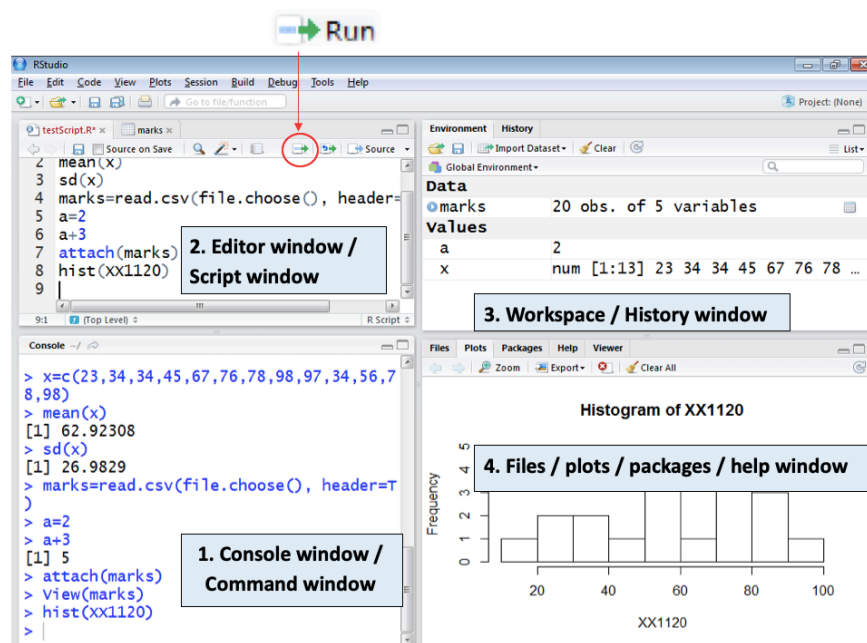 Run
RStudio
File Edit Code View Plots Session Build Debug Tools Help
Go to file/function
Project: (None)
testScript.R* × marks ×
Source on Save
Source
2 mean(x)
3 sd(x)
4 marks=read.csv(file.choose(), header=
5 a=2
6 a+3
7 attach(marks)
8 hist(XX1120)
9
2. Editor window /
Script window
9:1 (Top Level) R Script
Environment History
Import Dataset Clear List
Global Environment
Data
marks 20 obs. of 5 variables
Values
a 2
x num [1:13] 23 34 34 45 67 76 78 ...
3. Workspace / History window
Console ~/
> x=c(23,34,34,45,67,76,78,98,97,34,56,7
8,98)
> mean(x)
[1] 62.92308
> sd(x)
[1] 26.9829
> marks=read.csv(file.choose(), header=T
)
> a=2
> a+3
[1] 5
> attach(marks)
> View(marks)
> hist(XX1120)
>
1. Console window /
Command window
Files Plots Packages Help Viewer
Zoom Export Clear All
Histogram of XX1120
4. Files / plots / packages / help window
Frequency
5
4
3
2
1
0
20 40 60 80 100
XX1120